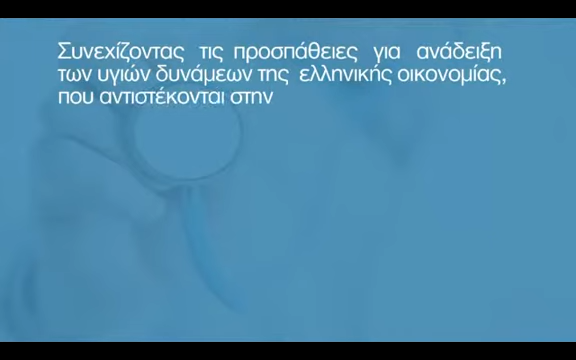 Συνεχίζοντας τις προσπάθειες για ανάδειξη
των υγιών δυνάμεων της ελληνικής οικονομίας,
που αντιστέκονται στην